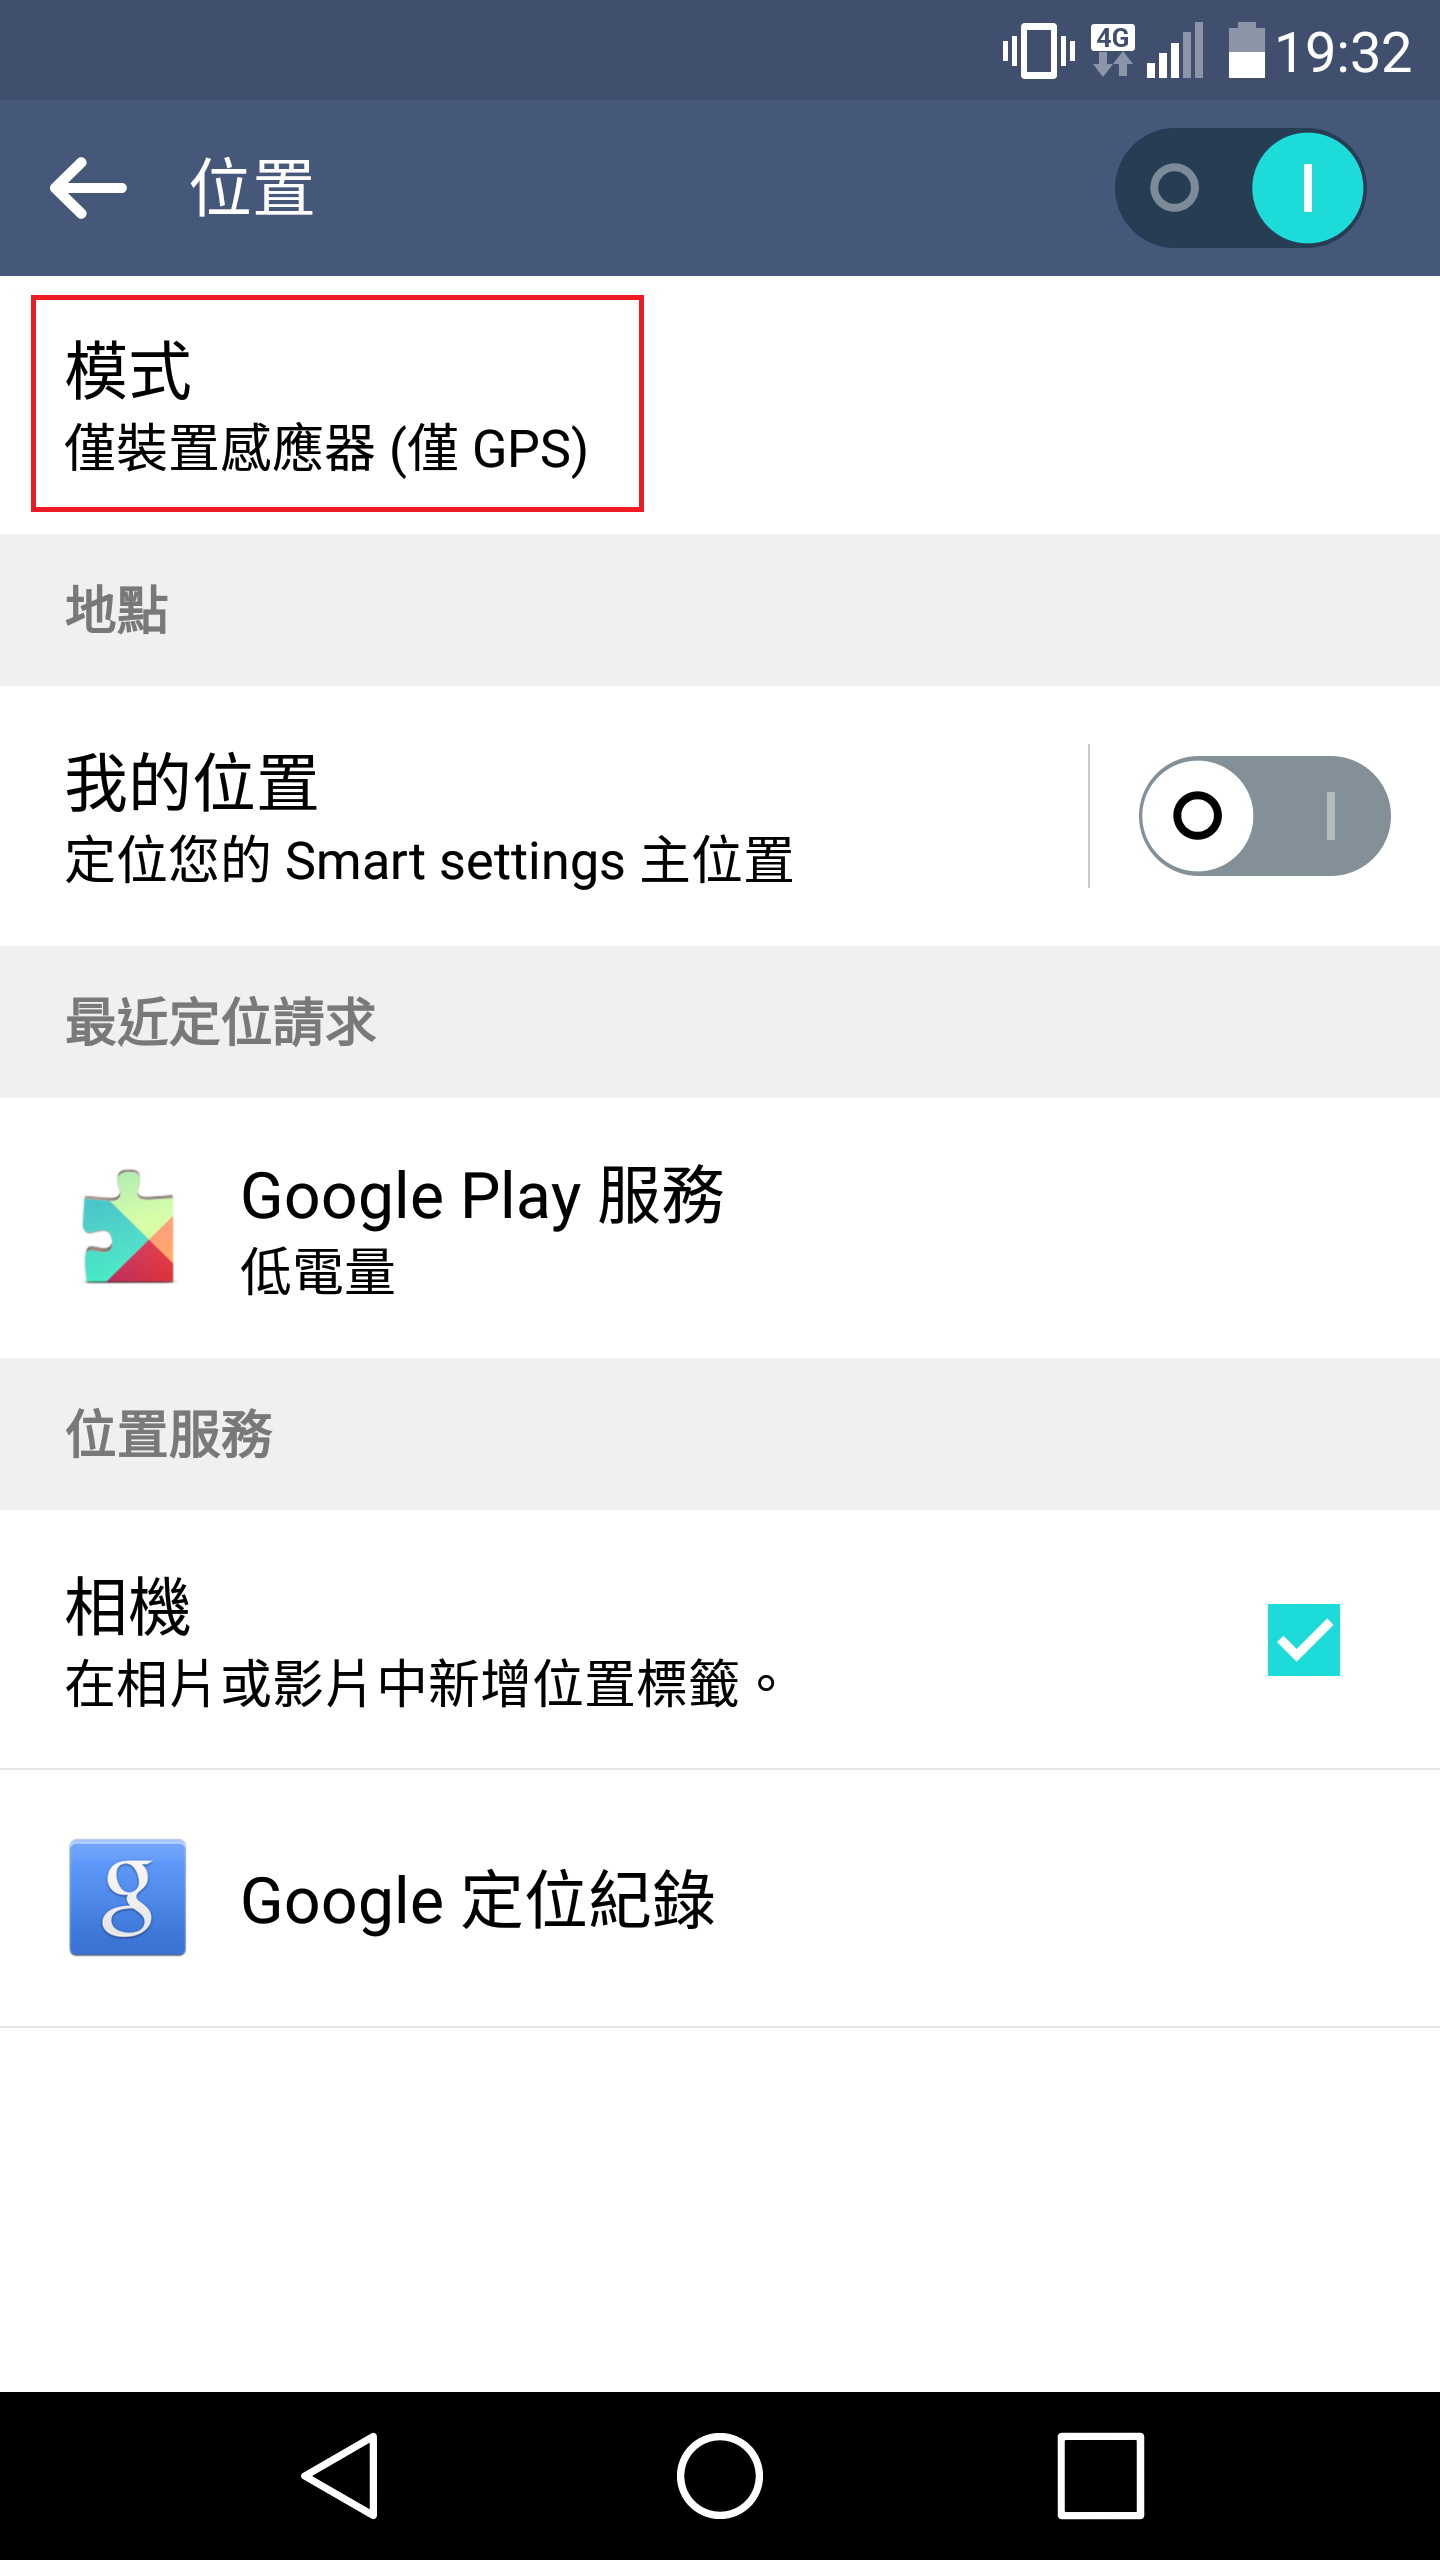 4G 19:32
位置
模式
僅裝置感應器 (僅 GPS)
地點
我的位置
定位您的 Smart settings 主位置
最近定位請求
Google Play 服務
低電量
位置服務
相機
在相片或影片中新增位置標籤。
g
Google 定位紀錄